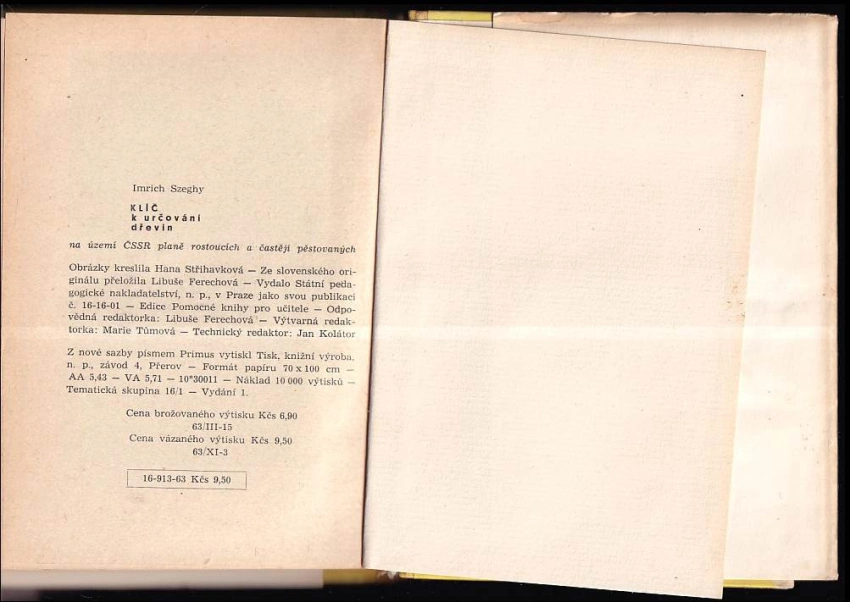 Imrich Szeghy
KLÍČ
k určování
dřevin
na území ČSSR planě rostoucích a častěji pěstovaných
Obrázky kreslila Hana Střihavková — Ze slovenského ori-
ginálu přeložila Libuše Ferechová — Vydalo Státní peda-
gogické nakladatelství, n. p., v Praze jako svou publikaci
č. 16-16-01 — Edice Pomocné knihy pro učitele — Odpo-
vědná redaktorka: Libuše Ferechová — Výtvarná redak-
torka: Marie Tůmová — Technický redaktor: Jan Kolátor
Z nové sazby písmem Primus vytiskl Tisk, knižní výroba,
n. p., závod 4, Přerov — Formát papíru 70 x 100 cm —
AA 5,43 — VA 5,71 — 10*30011 — Náklad 10 000 výtisků —
Tematická skupina 16/1 — Vydání 1.
Cena brožovaného výtisku Kčs 6,90
63/III-15
Cena vázaného výtisku Kčs 9,50
63/XI-3
16-913-63 Kčs 9,50